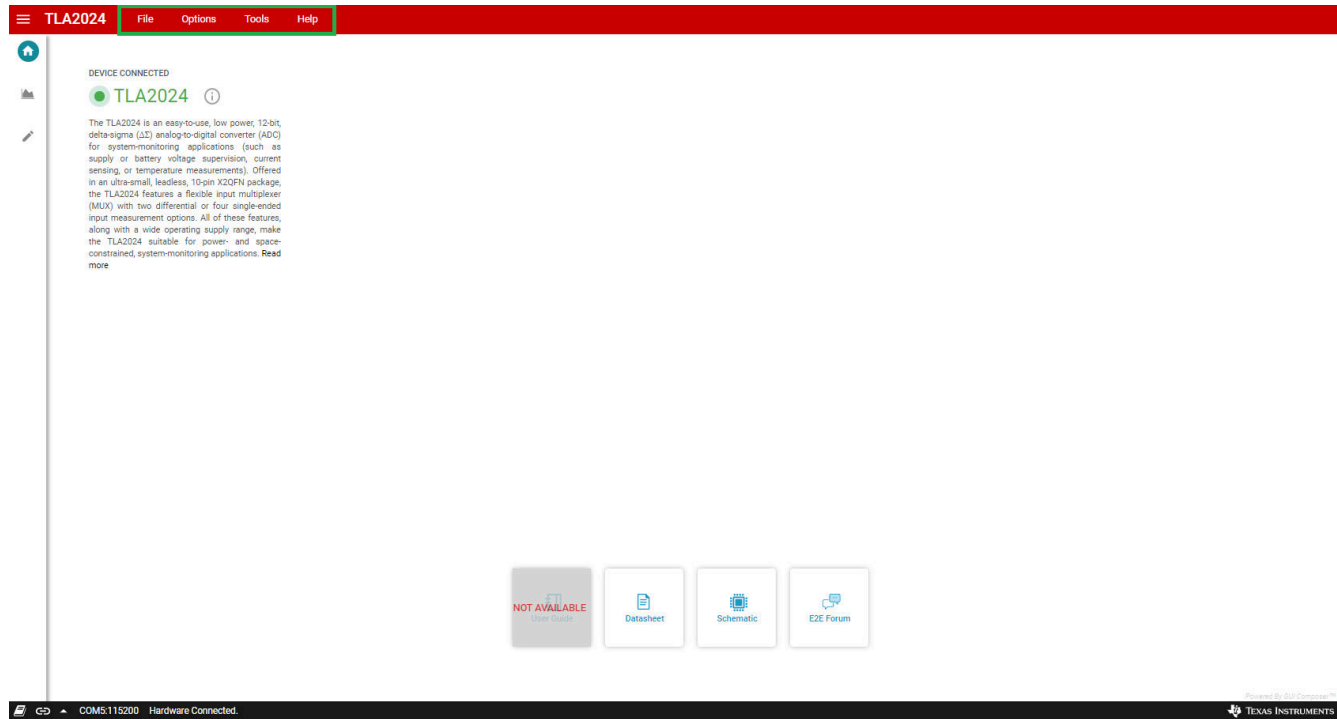 TLA2024 File Options Tools Help
DEVICE CONNECTED
TLA2024
The TLA2024 is an easy-to-use, low power, 12-bit,
delta-sigma (ΔΣ) analog-to-digital converter (ADC)
for system-monitoring applications (such as
supply or battery voltage supervision, current
sensing, or temperature measurements). Offered
in an ultra-small, leadless, 10-pin X2QFN package,
the TLA2024 features a flexible input multiplexer
(MUX) with two differential or four single-ended
input measurement options. All of these features,
along with a wide operating supply range, make
the TLA2024 suitable for power- and space-
constrained, system-monitoring applications. Read
more
NOT AVAILABLE
User Guide
Datasheet
Schematic
E2E Forum
Powered By GUI Composer™
COM5:115200 Hardware Connected.
TEXAS INSTRUMENTS